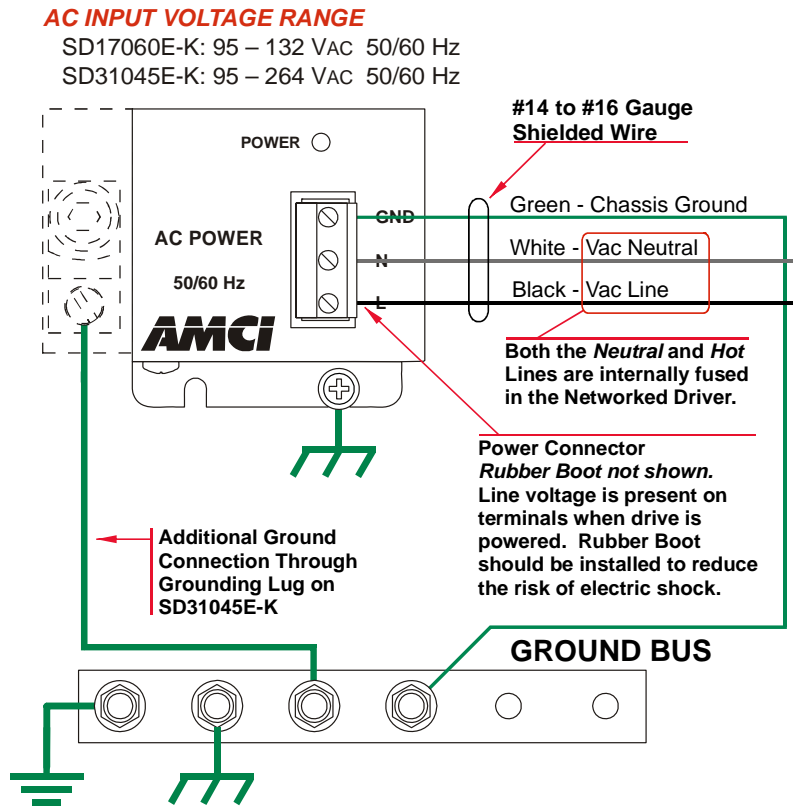 AC INPUT VOLTAGE RANGE
SD17060E-K: 95 – 132 VAC 50/60 Hz
SD31045E-K: 95 – 264 VAC 50/60 Hz
#14 to #16 Gauge
Shielded Wire
POWER
AC POWER
50/60 Hz
AMCI
GND
N
L
Green - Chassis Ground
White - Vac Neutral
Black - Vac Line
Both the Neutral and Hot
Lines are internally fused
in the Networked Driver.
Power Connector
Rubber Boot not shown.
Line voltage is present on
terminals when drive is
powered. Rubber Boot
should be installed to reduce
the risk of electric shock.
Additional Ground
Connection Through
Grounding Lug on
SD31045E-K
GROUND BUS